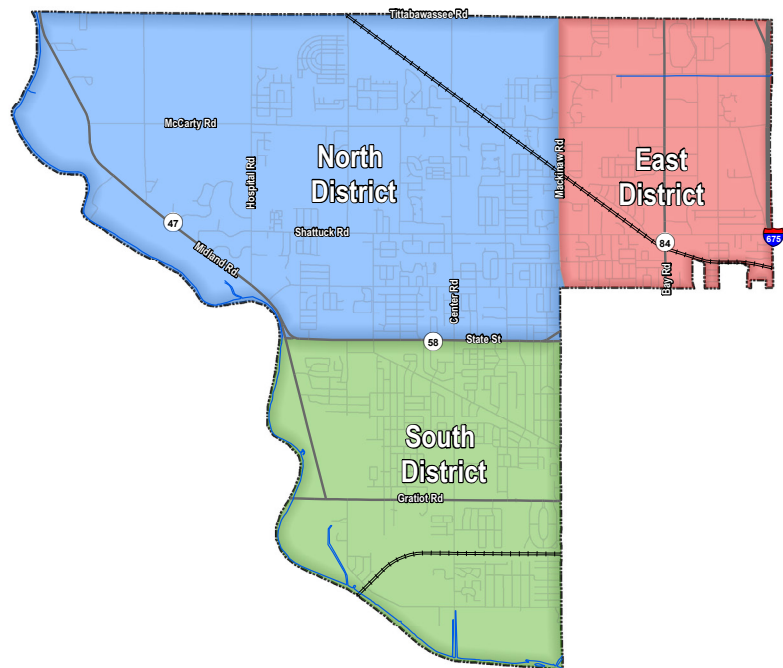 Tittabawassee Rd
McCarty Rd
Hospital Rd
North
District
Mackinaw Rd
East
District
47
Shattuck Rd
Midland Rd
84
675
Bay Rd
Center Rd
58
State St
South
District
Gratiot Rd